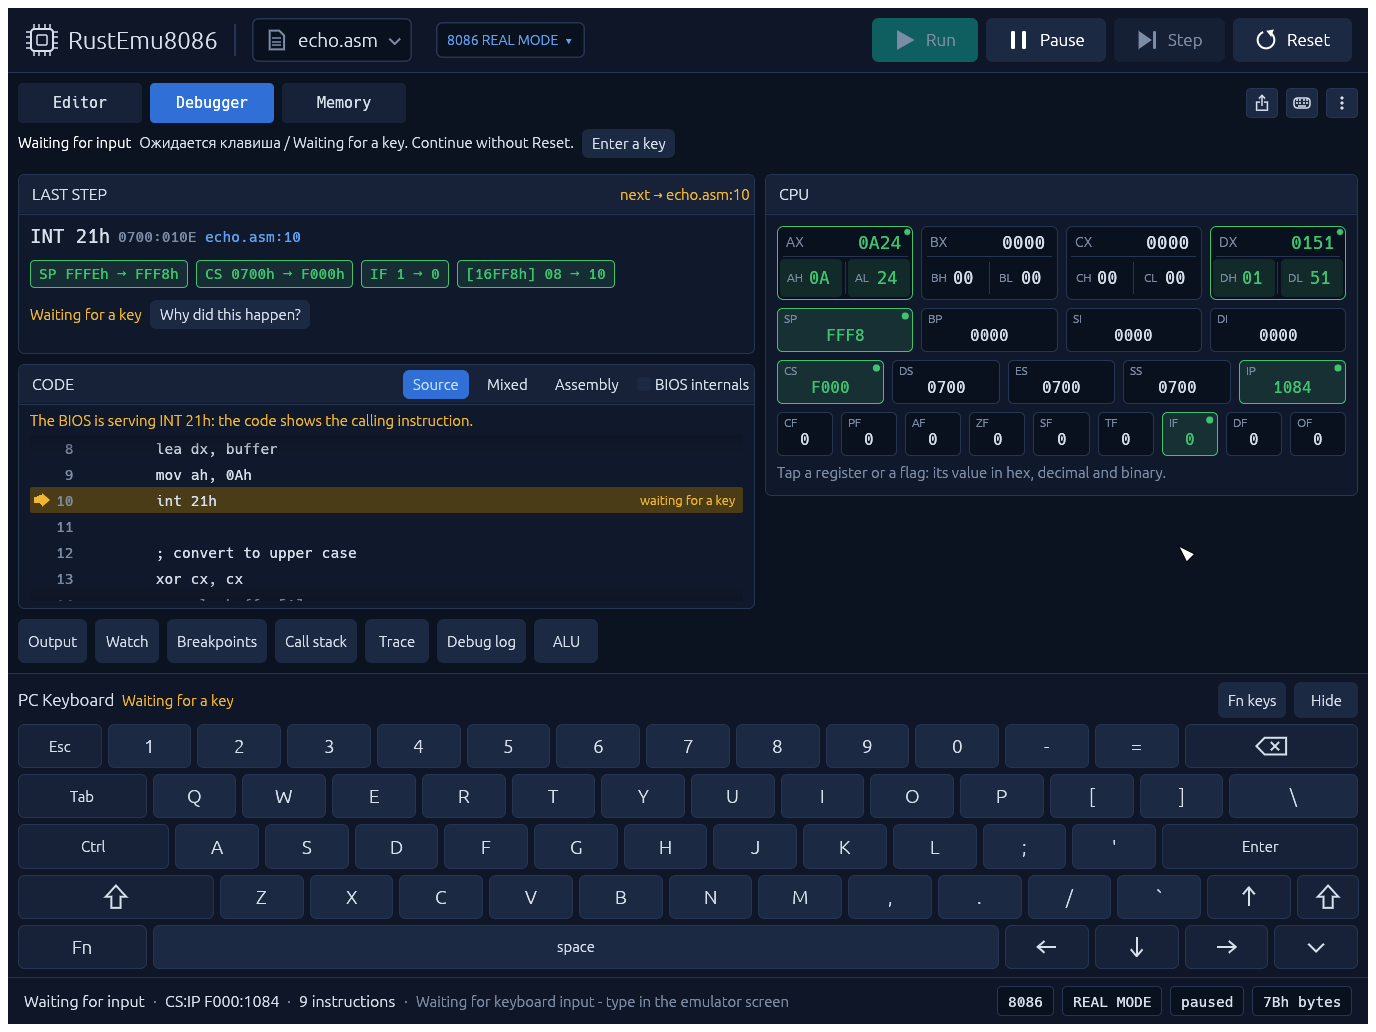 RustEmu8086 echo.asm 8086 REAL MODE ▾ Run Pause Step Reset
Editor Debugger Memory
Waiting for input Ожидается клавиша / Waiting for a key. Continue without Reset. Enter a key
LAST STEP next → echo.asm:10
INT 21h 0700:010E echo.asm:10
SP FFFEh → FFF8h CS 0700h → F000h IF 1 → 0 [16FF8h] 08 → 10
Waiting for a key Why did this happen?
CODE Source Mixed Assembly BIOS internals
The BIOS is serving INT 21h: the code shows the calling instruction.
8 lea dx, buffer
9 mov ah, 0Ah
10 int 21h waiting for a key
11
12 ; convert to upper case
13 xor cx, cx
CPU
AX 0A24 BX 0000 CX 0000 DX 0151
AH 0A AL 24 BH 00 BL 00 CH 00 CL 00 DH 01 DL 51
SP FFF8 BP 0000 SI 0000 DI 0000
CS F000 DS 0700 ES 0700 SS 0700 IP 1084
CF 0 PF 0 AF 0 ZF 0 SF 0 TF 0 IF 0 DF 0 OF 0
Tap a register or a flag: its value in hex, decimal and binary.
Output Watch Breakpoints Call stack Trace Debug log ALU
PC Keyboard Waiting for a key Fn keys Hide
Esc 1 2 3 4 5 6 7 8 9 0 - =
Tab Q W E R T Y U I O P [ ] \
Ctrl A S D F G H J K L ; ' Enter
Z X C V B N M , . / ` ↑
Fn space ← ↓ →
Waiting for input · CS:IP F000:1084 · 9 instructions · Waiting for keyboard input - type in the emulator screen 8086 REAL MODE paused 7Bh bytes